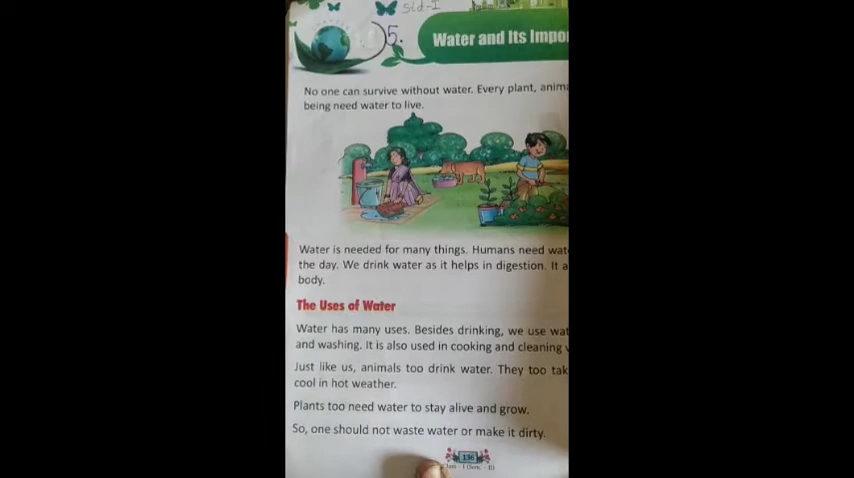 Std-I
5.
Water and Its Impo
No one can survive without water. Every plant, anima
being need water to live.
Water is needed for many things. Humans need wat
the day. We drink water as it helps in digestion. It a
body.
The Uses of Water
Water has many uses. Besides drinking, we use wat
and washing. It is also used in cooking and cleaning
Just like us, animals too drink water. They too tak
cool in hot weather.
Plants too need water to stay alive and grow.
So, one should not waste water or make it dirty.
136
Class - I (Sem. - II)